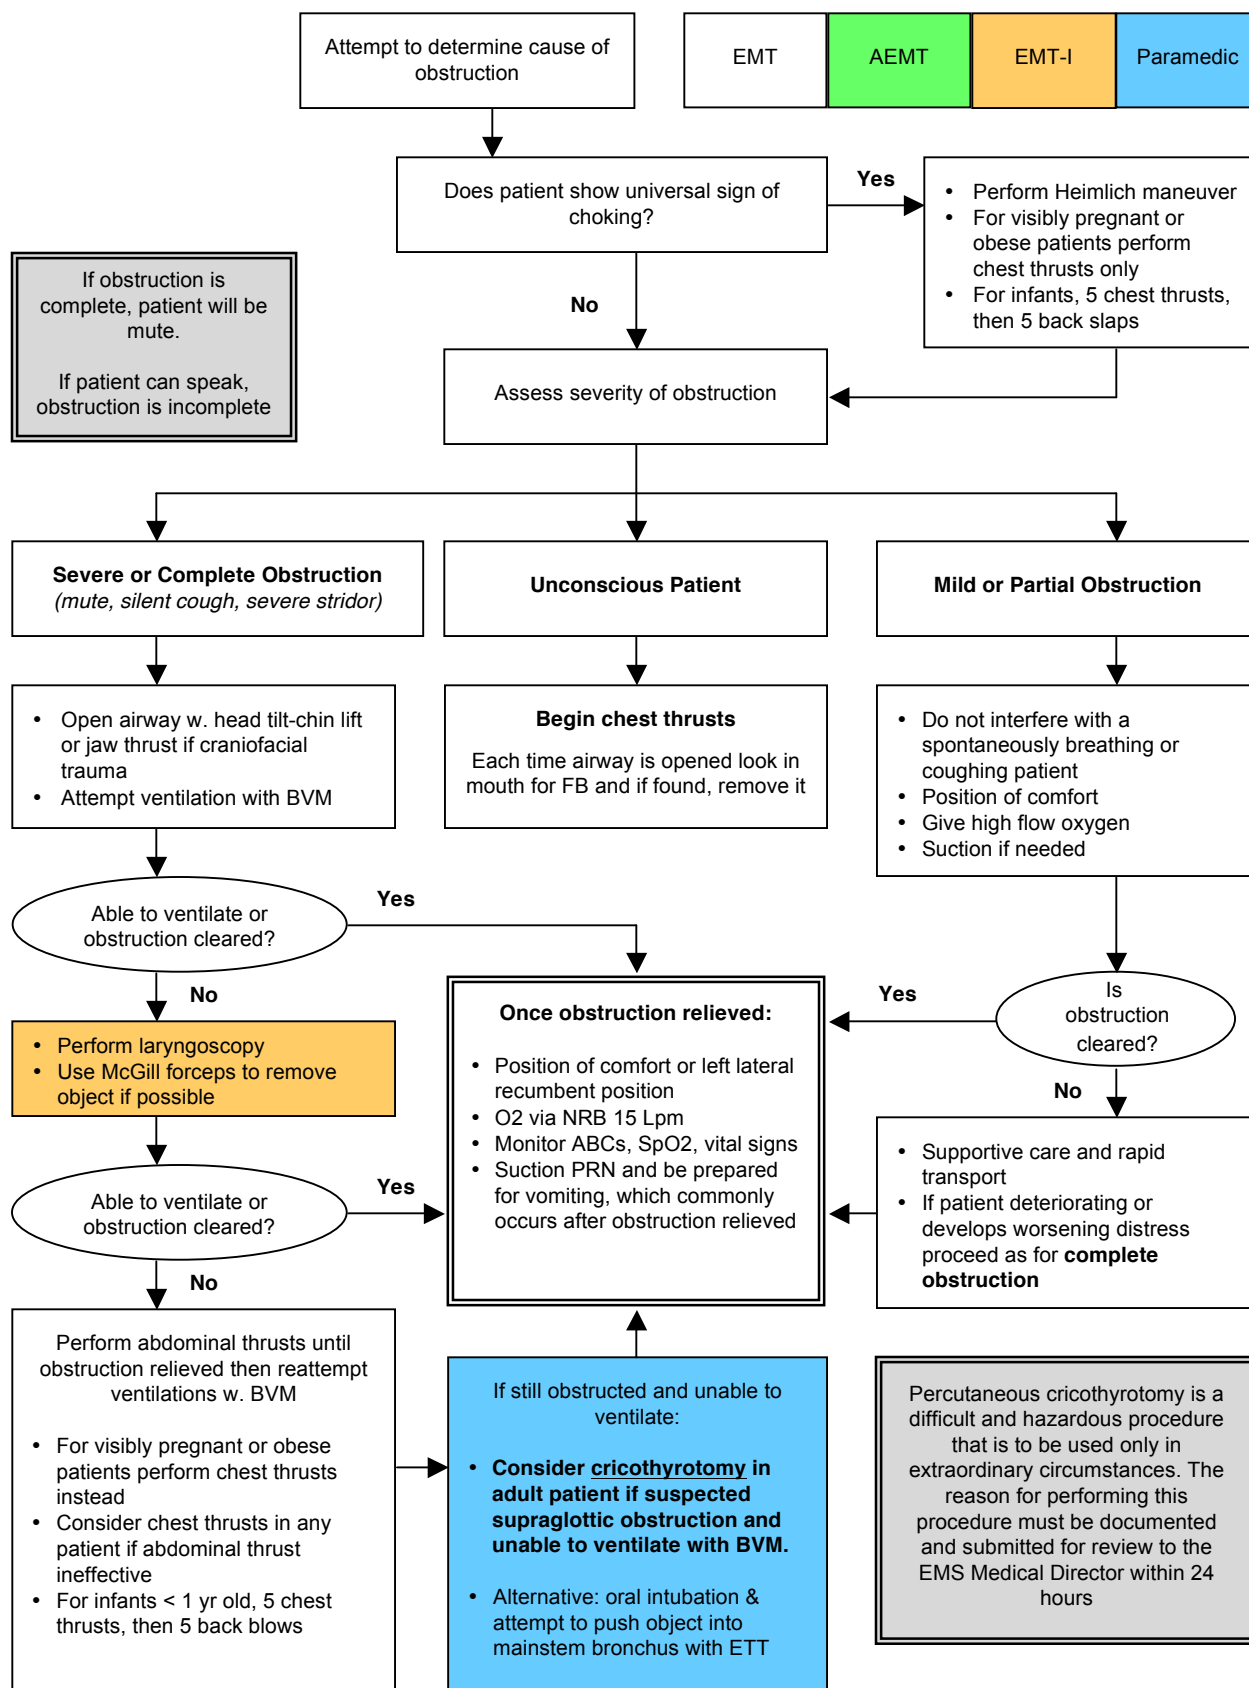 Attempt to determine cause of
obstruction
EMT
AEMT
EMT-I
Paramedic
Does patient show universal sign of
choking?
Yes
• Perform Heimlich maneuver
• For visibly pregnant or
obese patients perform
chest thrusts only
• For infants, 5 chest thrusts,
then 5 back slaps
If obstruction is
complete, patient will be
mute.
If patient can speak,
obstruction is incomplete
No
Assess severity of obstruction
Severe or Complete Obstruction
(mute, silent cough, severe stridor)
Unconscious Patient
Mild or Partial Obstruction
• Open airway w. head tilt-chin lift
or jaw thrust if craniofacial
trauma
• Attempt ventilation with BVM
Begin chest thrusts
Each time airway is opened look in
mouth for FB and if found, remove it
• Do not interfere with a
spontaneously breathing or
coughing patient
• Position of comfort
• Give high flow oxygen
• Suction if needed
Able to ventilate or
obstruction cleared?
Yes
No
• Perform laryngoscopy
• Use McGill forceps to remove
object if possible
Able to ventilate or
obstruction cleared?
Yes
No
Once obstruction relieved:
• Position of comfort or left lateral
recumbent position
• O2 via NRB 15 Lpm
• Monitor ABCs, SpO2, vital signs
• Suction PRN and be prepared
for vomiting, which commonly
occurs after obstruction relieved
Yes
Is
obstruction
cleared?
No
• Supportive care and rapid
transport
• If patient deteriorating or
develops worsening distress
proceed as for complete
obstruction
Perform abdominal thrusts until
obstruction relieved then reattempt
ventilations w. BVM
• For visibly pregnant or obese
patients perform chest thrusts
instead
• Consider chest thrusts in any
patient if abdominal thrust
ineffective
• For infants < 1 yr old, 5 chest
thrusts, then 5 back blows
If still obstructed and unable to
ventilate:
• Consider cricothyrotomy in
adult patient if suspected
supraglottic obstruction and
unable to ventilate with BVM.
• Alternative: oral intubation &
attempt to push object into
mainstem bronchus with ETT
Percutaneous cricothyrotomy is a
difficult and hazardous procedure
that is to be used only in
extraordinary circumstances. The
reason for performing this
procedure must be documented
and submitted for review to the
EMS Medical Director within 24
hours